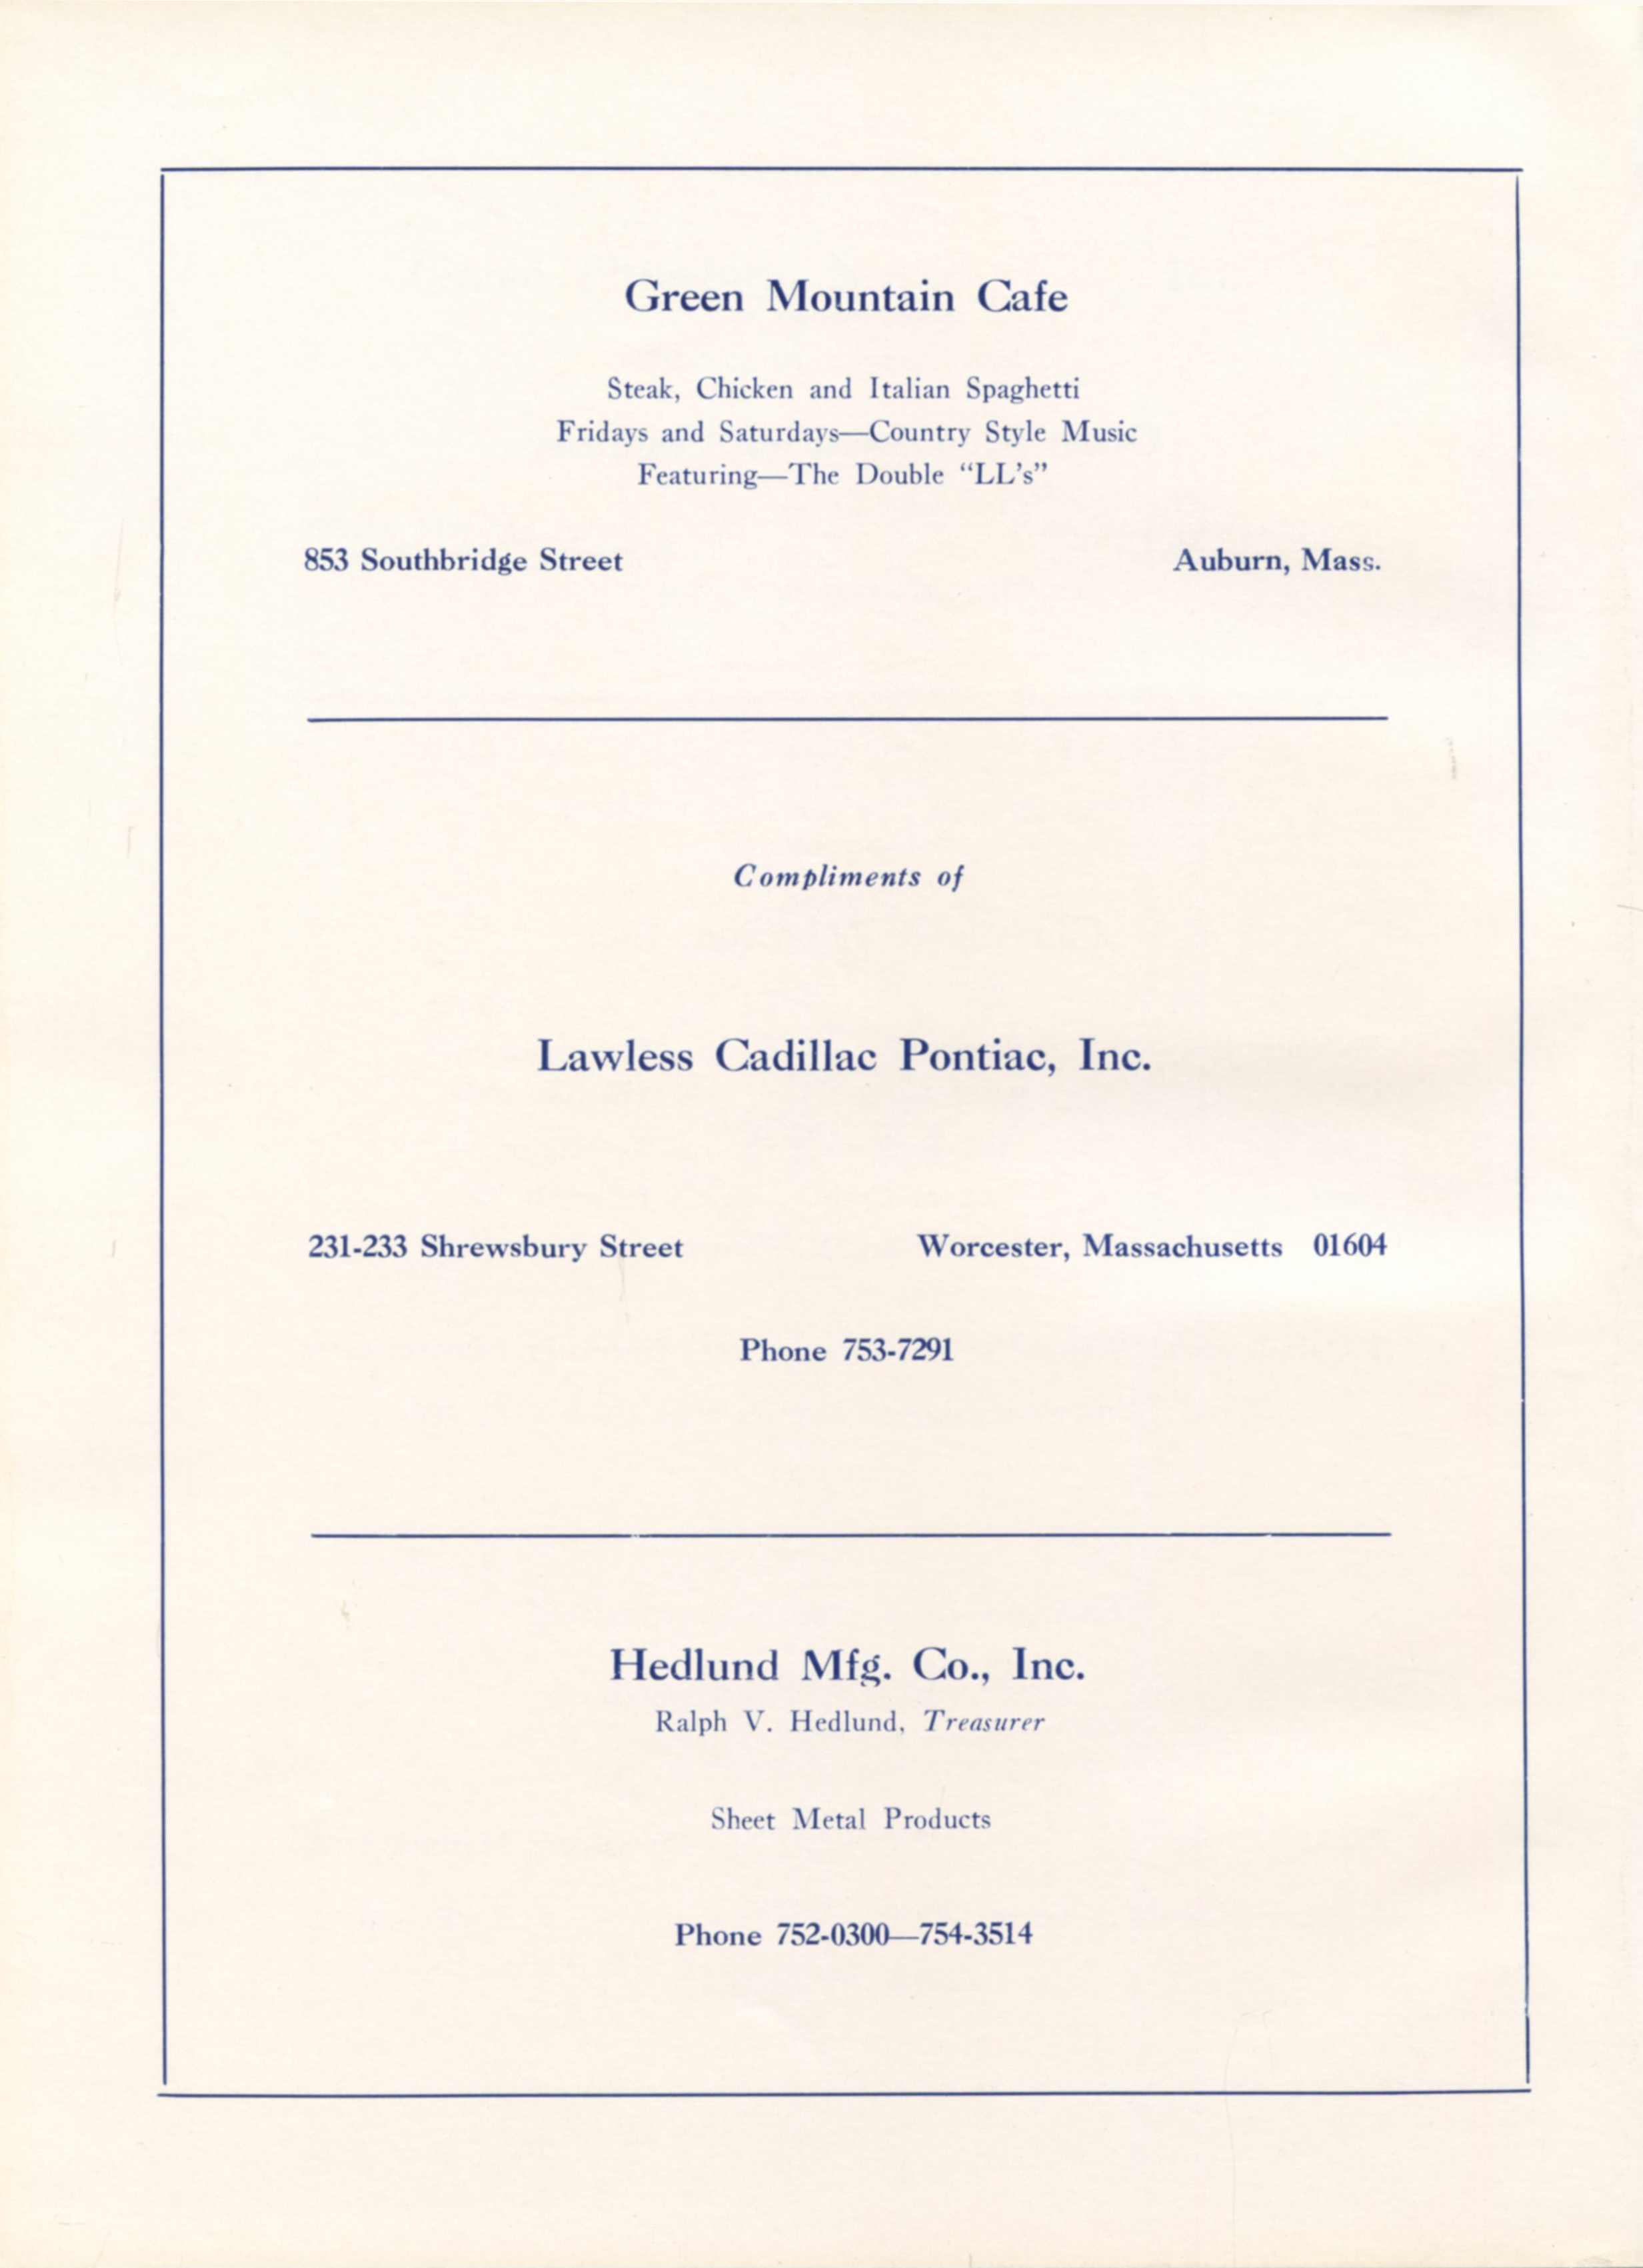 Green Mountain Cafe
Steak, Chicken and Italian Spaghetti
Fridays and Saturdays—Country Style Music
Featuring—The Double “LL’s”
853 Southbridge Street Auburn, Mass.
Compliments of
Lawless Cadillac Pontiac, Inc.
231-233 Shrewsbury Street Worcester, Massachusetts 01604
Phone 753-7291
Hedlund Mfg. Co., Inc.
Ralph V. Hedlund, Treasurer
Sheet Metal Products
Phone 752-0300—754-3514